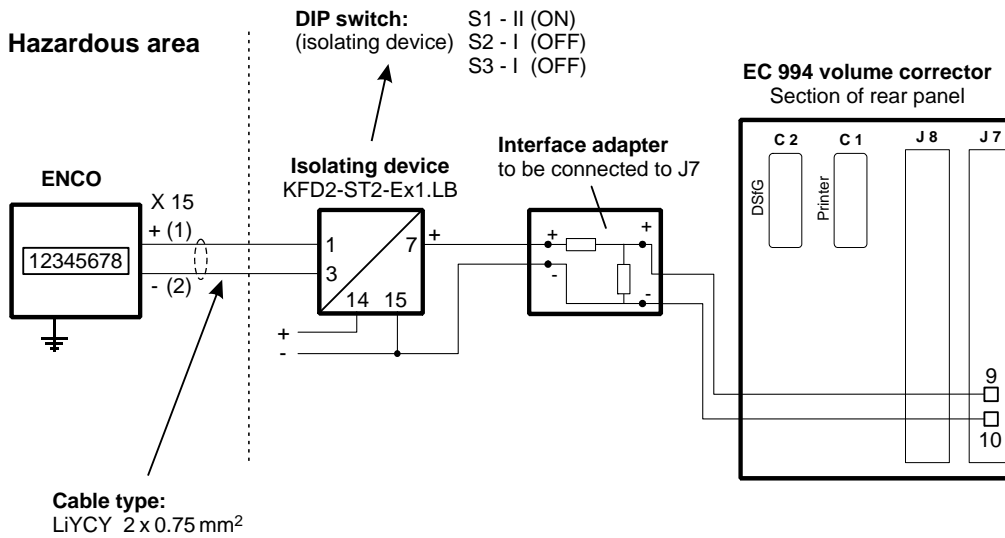 Hazardous area
DIP switch:
(isolating device)
S1 - II (ON)
S2 - I (OFF)
S3 - I (OFF)
EC 994 volume corrector
Section of rear panel
C 2
C 1
J 8
J 7
DSfG
Printer
Interface adapter
to be connected to J7
Isolating device
KFD2-ST2-Ex1.LB
ENCO
X 15
+ (1)
12345678
- (2)
1
7
+
3
14 15
+
-
+
-
+
-
9
10
Cable type:
LiYCY 2 x 0.75 mm²